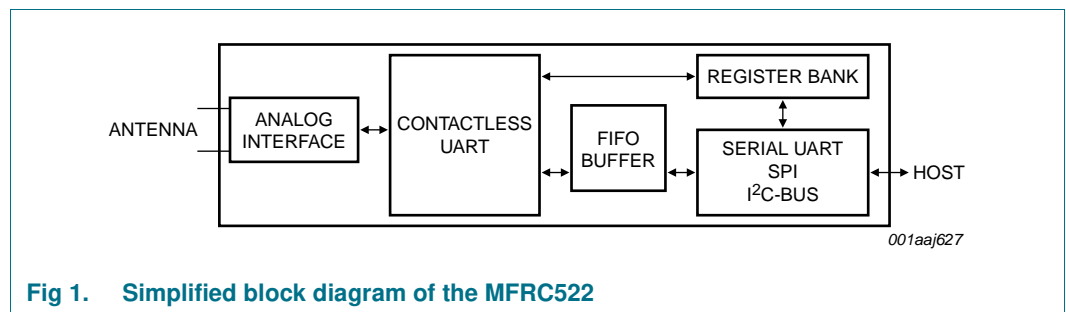 ANTENNA
ANALOG
INTERFACE
CONTACTLESS
UART
FIFO
BUFFER
REGISTER BANK
SERIAL UART
SPI
I²C-BUS
HOST
001aaj627
Fig 1. Simplified block diagram of the MFRC522